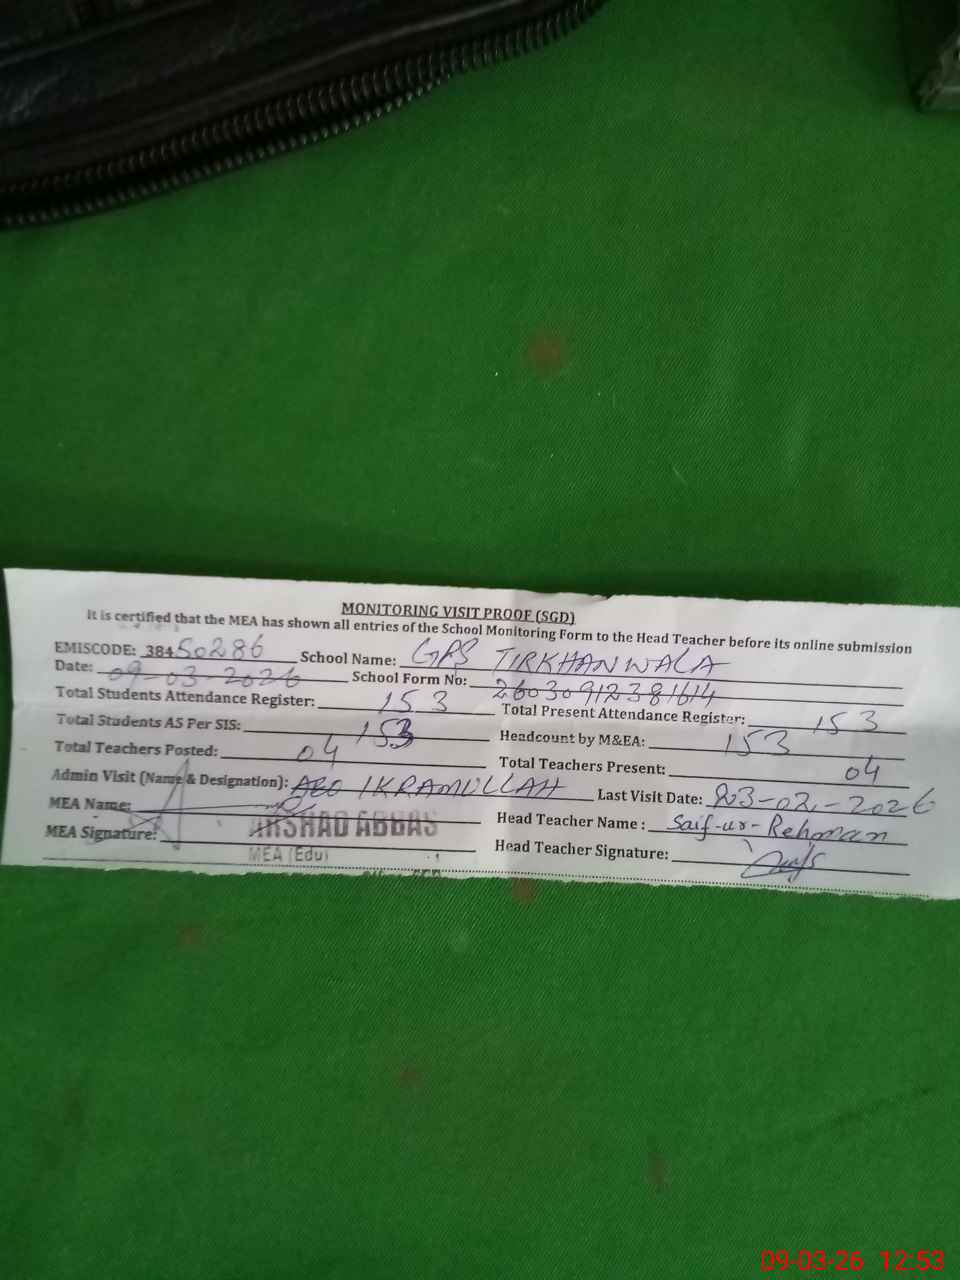 MONITORING VISIT PROOF (SGD)
It is certified that the MEA has shown all entries of the School Monitoring Form to the Head Teacher before its online submission
EMISCODE: 38450286 School Name: GPS TIRKHANWALA
Date: 09-03-2026 School Form No: 26030912381614
Total Students Attendance Register: 153 Total Present Attendance Register: 153
Total Students AS Per SIS: 153 Headcount by M&EA: 153
Total Teachers Posted: 04 Total Teachers Present: 04
Admin Visit (Name & Designation): AEO IKRAMULLAH Last Visit Date: 03-02-2026
MEA Name: Head Teacher Name : Saif-ur-Rehman
ARSHAD ABBAS
MEA Signature: Head Teacher Signature:
MEA (Edu)
09-03-26 12:53